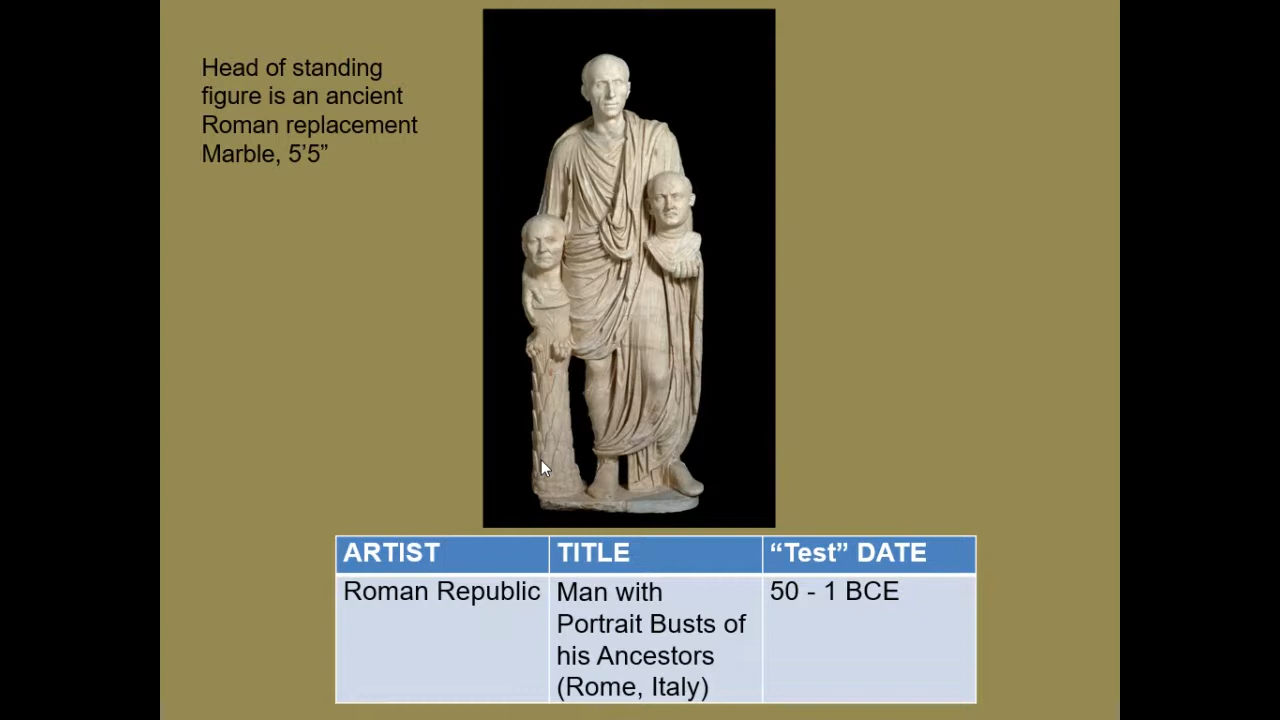 Head of standing
figure is an ancient
Roman replacement
Marble, 5’5”
ARTIST
TITLE
“Test” DATE
Roman Republic
Man with
Portrait Busts of
his Ancestors
(Rome, Italy)
50 - 1 BCE